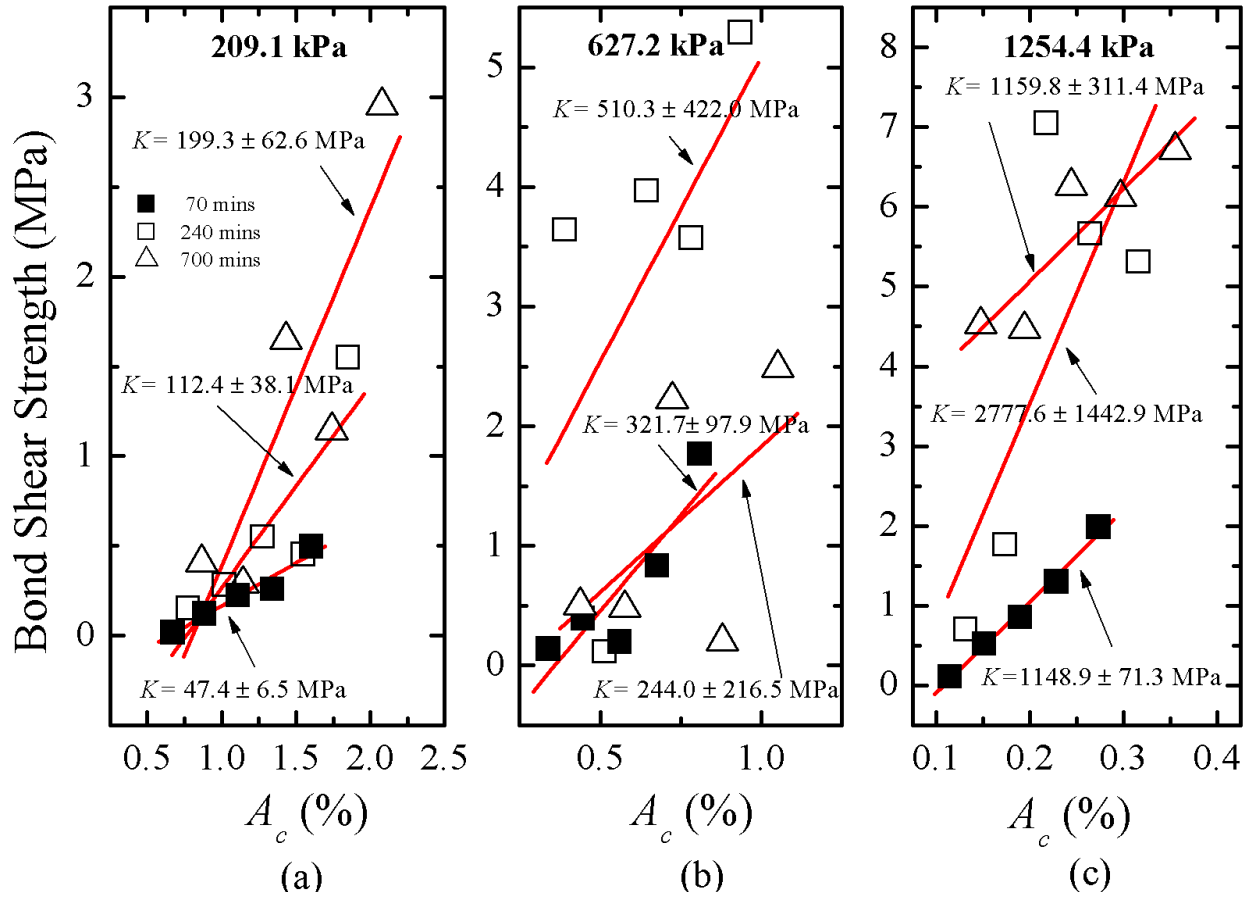 Bond Shear Strength (MPa)
209.1 kPa
K = 199.3 ± 62.6 MPa
70 mins
240 mins
700 mins
K = 112.4 ± 38.1 MPa
K = 47.4 ± 6.5 MPa
3
2
1
0
0.5 1.0 1.5 2.0 2.5
A_c (%)
(a)
627.2 kPa
K = 510.3 ± 422.0 MPa
K = 321.7 ± 97.9 MPa
K = 244.0 ± 216.5 MPa
5
4
3
2
1
0
0.5 1.0
A_c (%)
(b)
1254.4 kPa
K = 1159.8 ± 311.4 MPa
K = 2777.6 ± 1442.9 MPa
K = 1148.9 ± 71.3 MPa
8
7
6
5
4
3
2
1
0
0.1 0.2 0.3 0.4
A_c (%)
(c)